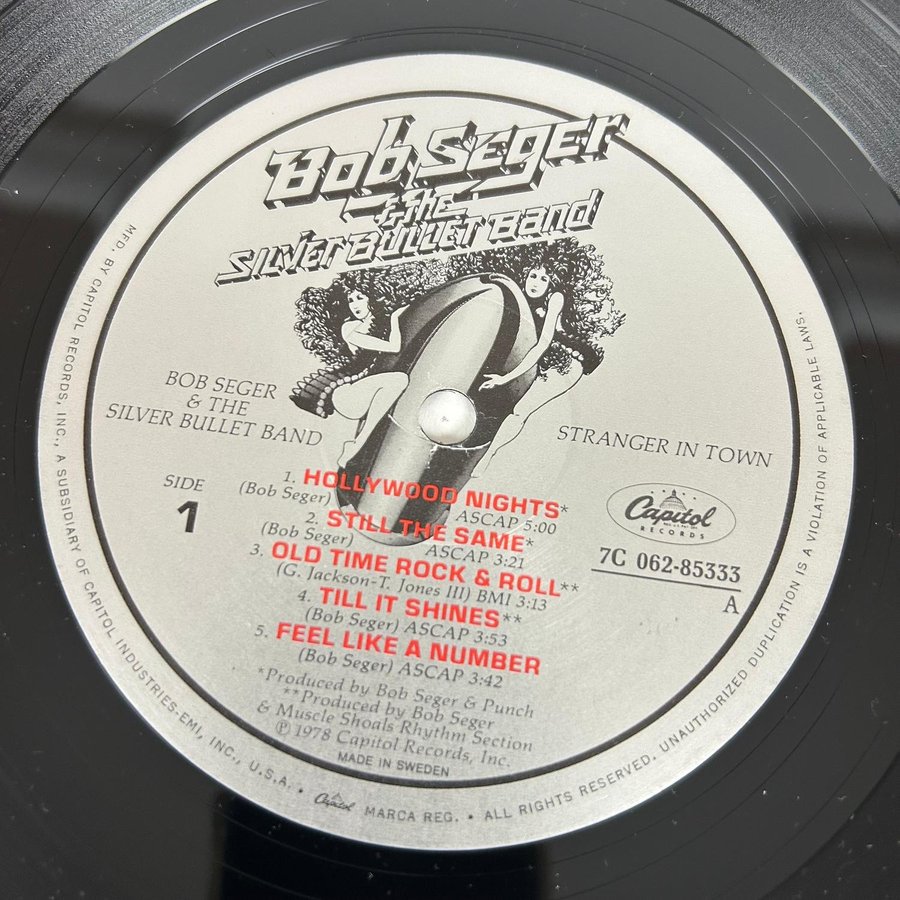 Bob Seger
& The
Silver Bullet Band
BOB SEGER
& THE
SILVER BULLET BAND
STRANGER IN TOWN
SIDE
1
1. HOLLYWOOD NIGHTS*
(Bob Seger) ASCAP 5:00
2. STILL THE SAME*
(Bob Seger) ASCAP 3:21
3. OLD TIME ROCK & ROLL**
(G. Jackson-T. Jones III) BMI 3:13
4. TILL IT SHINES**
(Bob Seger) ASCAP 3:53
5. FEEL LIKE A NUMBER
(Bob Seger) ASCAP 3:42
*Produced by Bob Seger & Punch
**Produced by Bob Seger
& Muscle Shoals Rhythm Section
℗ 1978 Capitol Records, Inc.
MADE IN SWEDEN
Capitol
RECORDS
7C 062-85333
A
MFD. BY CAPITOL RECORDS, INC., A SUBSIDIARY OF CAPITOL INDUSTRIES-EMI, INC., U.S.A. • Capitol MARCA REG. • ALL RIGHTS RESERVED. UNAUTHORIZED DUPLICATION IS A VIOLATION OF APPLICABLE LAWS.